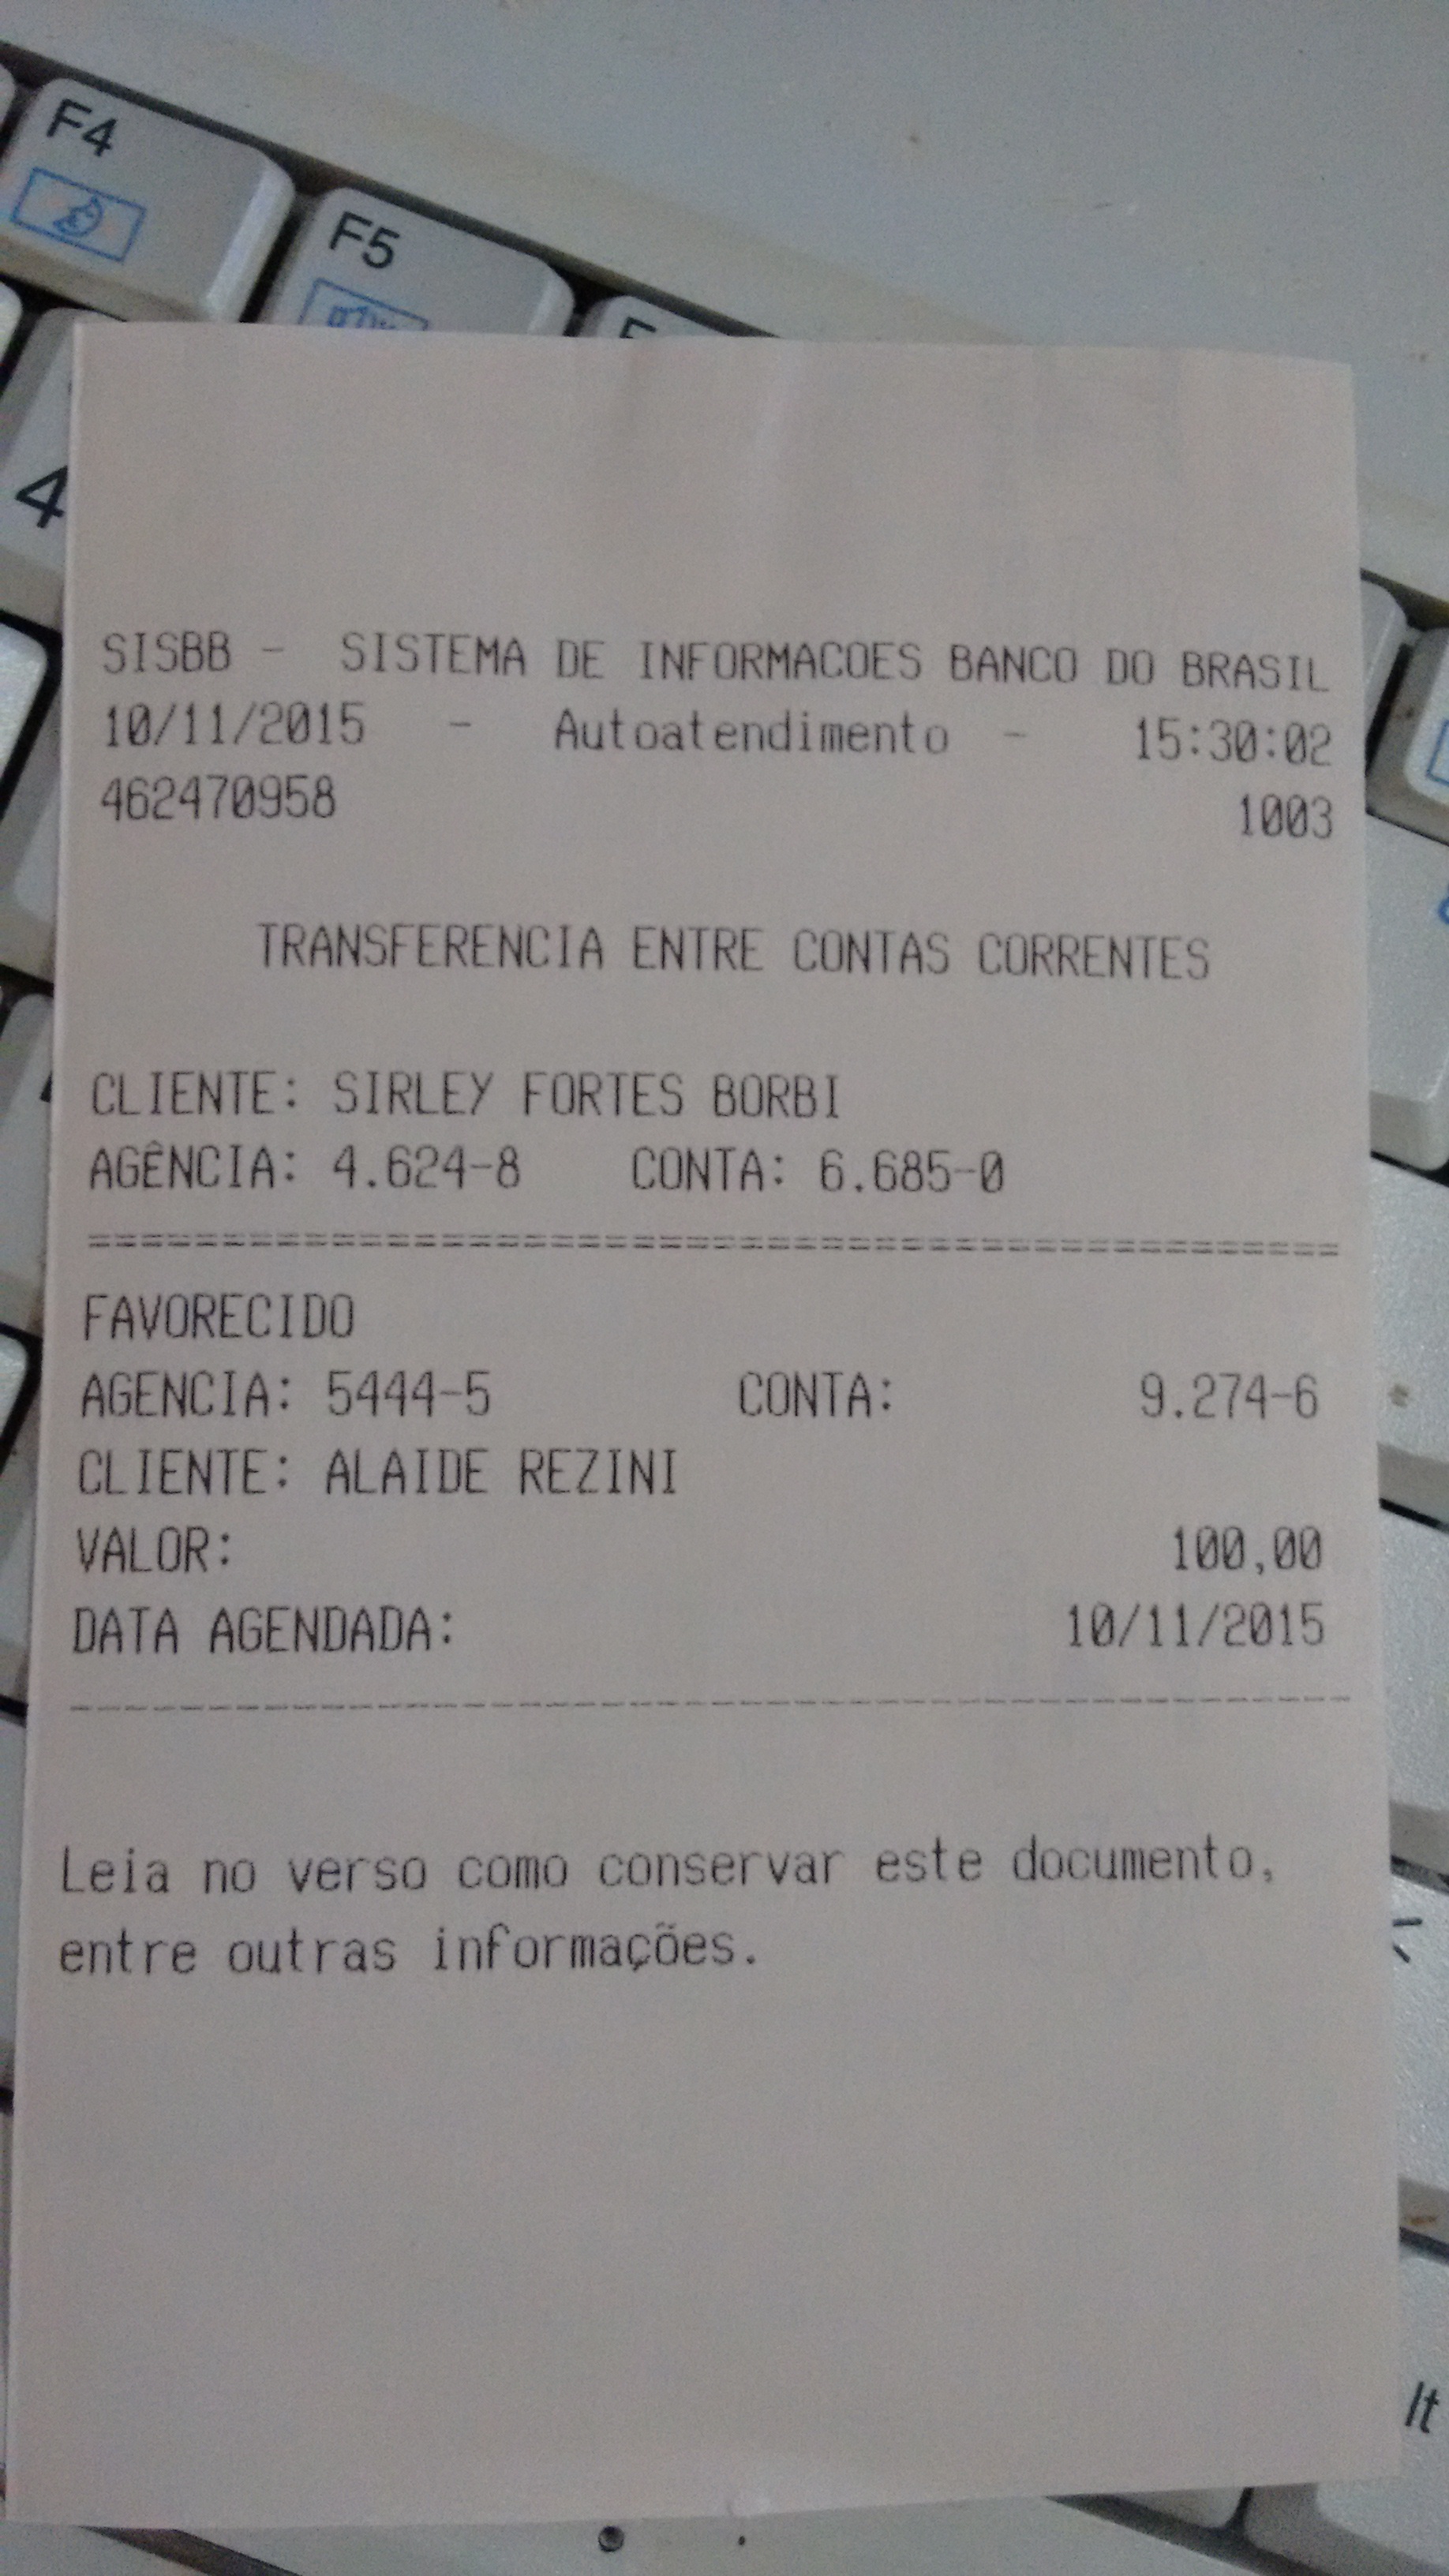 F4
F5
4
SISBB - SISTEMA DE INFORMACOES BANCO DO BRASIL
10/11/2015 - Autoatendimento - 15:30:02
462470958 1003
TRANSFERENCIA ENTRE CONTAS CORRENTES
CLIENTE: SIRLEY FORTES BORBI
AGÊNCIA: 4.624-8 CONTA: 6.685-0
================================================
FAVORECIDO
AGENCIA: 5444-5 CONTA: 9.274-6
CLIENTE: ALAIDE REZINI
VALOR: 100,00
DATA AGENDADA: 10/11/2015
------------------------------------------------
Leia no verso como conservar este documento,
entre outras informações.
lt